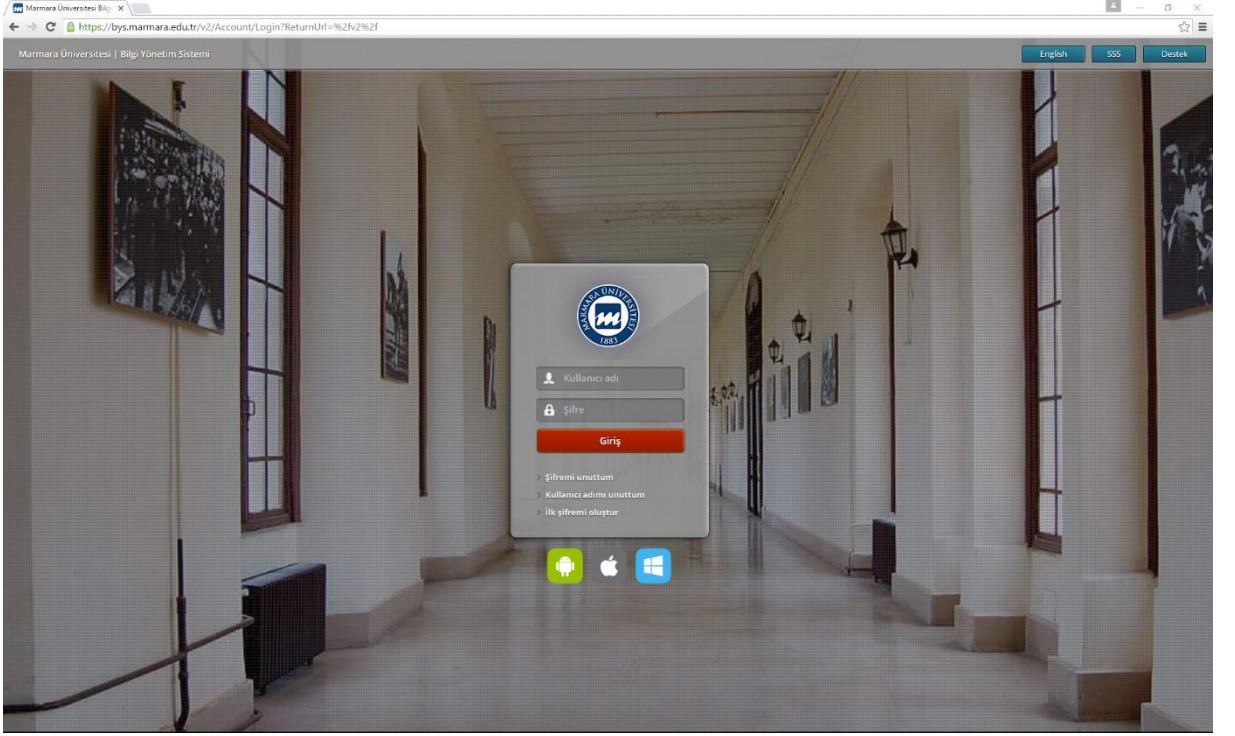 Marmara Üniversitesi Bilg
https://bys.marmara.edu.tr/v2/Account/Login?ReturnUrl=%2fv2%2f
Marmara Üniversitesi | Bilgi Yönetim Sistemi
English
SSS
Destek
MARMARA ÜNİVERSİTESİ
m
1883
Kullanıcı adı
Şifre
Giriş
Şifremi unuttum
Kullanıcı adımı unuttum
İlk şifremi oluştur